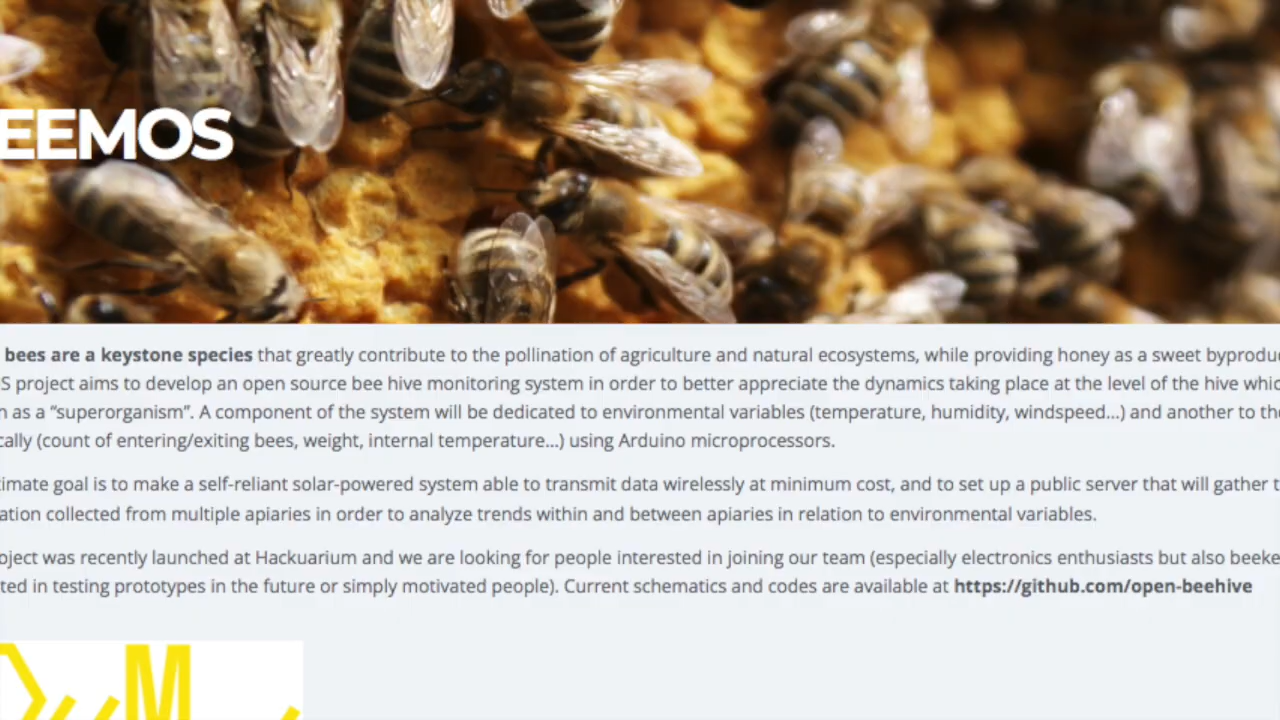 EEMOS
bees are a keystone species that greatly contribute to the pollination of agriculture and natural ecosystems, while providing honey as a sweet byprodu
S project aims to develop an open source bee hive monitoring system in order to better appreciate the dynamics taking place at the level of the hive whic
n as a “superorganism”. A component of the system will be dedicated to environmental variables (temperature, humidity, windspeed...) and another to the
cally (count of entering/exiting bees, weight, internal temperature...) using Arduino microprocessors.
timate goal is to make a self-reliant solar-powered system able to transmit data wirelessly at minimum cost, and to set up a public server that will gather t
ation collected from multiple apiaries in order to analyze trends within and between apiaries in relation to environmental variables.
oject was recently launched at Hackuarium and we are looking for people interested in joining our team (especially electronics enthusiasts but also beeke
ted in testing prototypes in the future or simply motivated people). Current schematics and codes are available at https://github.com/open-beehive
M